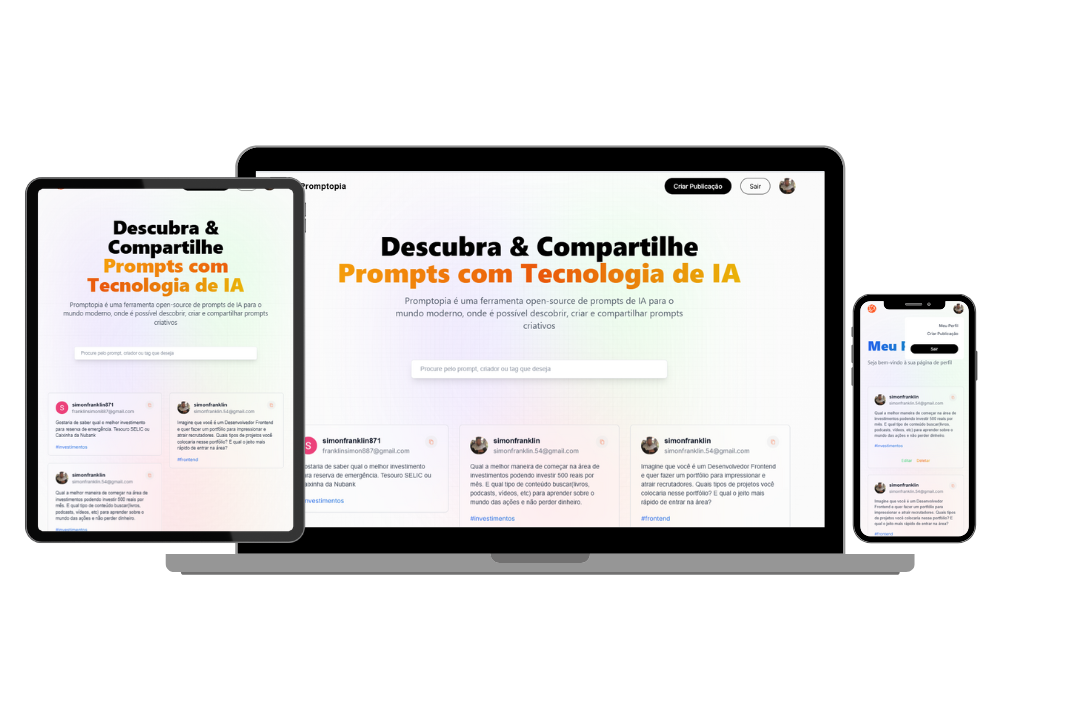 Descubra &
Compartilhe
Prompts com
Tecnologia de IA
Promptopia é uma ferramenta open-source de prompts de IA para o
mundo moderno, onde é possível descobrir, criar e compartilhar prompts
criativos
Procure pelo prompt, criador ou tag que deseja
S
simonfranklin871
franklinsimon887@gmail.com
Gostaria de saber qual o melhor investimento
para reserva de emergência. Tesouro SELIC ou
Caixinha da Nubank
#investimentos
simonfranklin
simonfranklin.54@gmail.com
Imagine que você é um Desenvolvedor Frontend
e quer fazer um portfólio para impressionar e
atrair recrutadores. Quais tipos de projetos você
colocaria nesse portfólio? E qual o jeito mais
rápido de entrar na área?
#frontend
simonfranklin
simonfranklin.54@gmail.com
Qual a melhor maneira de começar na área de
investimentos podendo investir 500 reais por
mês. E qual tipo de conteúdo buscar(livros,
podcasts, vídeos, etc) para aprender sobre o
mundo das ações e não perder dinheiro.
Promptopia
Criar Publicação
Sair
Descubra & Compartilhe
Prompts com Tecnologia de IA
Promptopia é uma ferramenta open-source de prompts de IA para o
mundo moderno, onde é possível descobrir, criar e compartilhar prompts
criativos
Procure pelo prompt, criador ou tag que deseja
S
simonfranklin871
franklinsimon887@gmail.com
ostaria de saber qual o melhor investimento
ara reserva de emergência. Tesouro SELIC ou
aixinha da Nubank
investimentos
simonfranklin
simonfranklin.54@gmail.com
Qual a melhor maneira de começar na área de
investimentos podendo investir 500 reais por
mês. E qual tipo de conteúdo buscar(livros,
podcasts, vídeos, etc) para aprender sobre o
mundo das ações e não perder dinheiro.
#investimentos
simonfranklin
simonfranklin.54@gmail.com
Imagine que você é um Desenvolvedor Frontend
e quer fazer um portfólio para impressionar e
atrair recrutadores. Quais tipos de projetos você
colocaria nesse portfólio? E qual o jeito mais
rápido de entrar na área?
#frontend
Meu Perfil
Criar Publicação
Sair
Meu
Seja bem-vindo à sua página de perfil
simonfranklin
simonfranklin.54@gmail.com
Qual a melhor maneira de começar na área de
investimentos podendo investir 500 reais por
mês. E qual tipo de conteúdo buscar(livros,
podcasts, vídeos, etc) para aprender sobre o
mundo das ações e não perder dinheiro.
#investimentos
Editar
Deletar
simonfranklin
simonfranklin.54@gmail.com
Imagine que você é um Desenvolvedor
Frontend e quer fazer um portfólio para
impressionar e atrair recrutadores. Quais tipos
de projetos você colocaria nesse portfólio? E
qual o jeito mais rápido de entrar na área?
#frontend